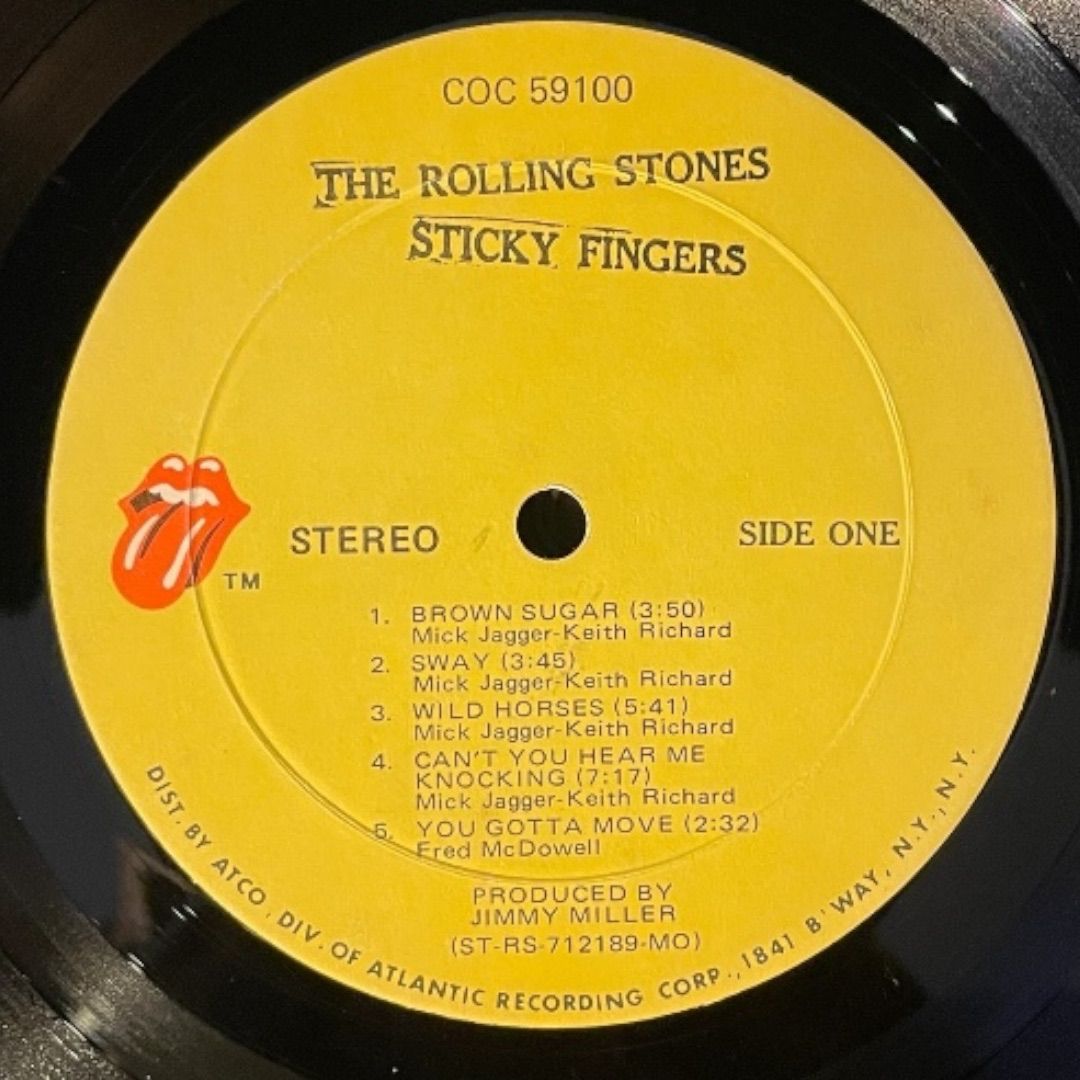 COC 59100
THE ROLLING STONES
STICKY FINGERS
STEREO
SIDE ONE
TM
1. BROWN SUGAR (3:50)
Mick Jagger-Keith Richard
2. SWAY (3:45)
Mick Jagger-Keith Richard
3. WILD HORSES (5:41)
Mick Jagger-Keith Richard
4. CAN'T YOU HEAR ME
KNOCKING (7:17)
Mick Jagger-Keith Richard
5. YOU GOTTA MOVE (2:32)
Fred McDowell
PRODUCED BY
JIMMY MILLER
(ST-RS-712189-MO)
DIST. BY ATCO, DIV. OF ATLANTIC RECORDING CORP., 1841 B'WAY, N.Y., N.Y.